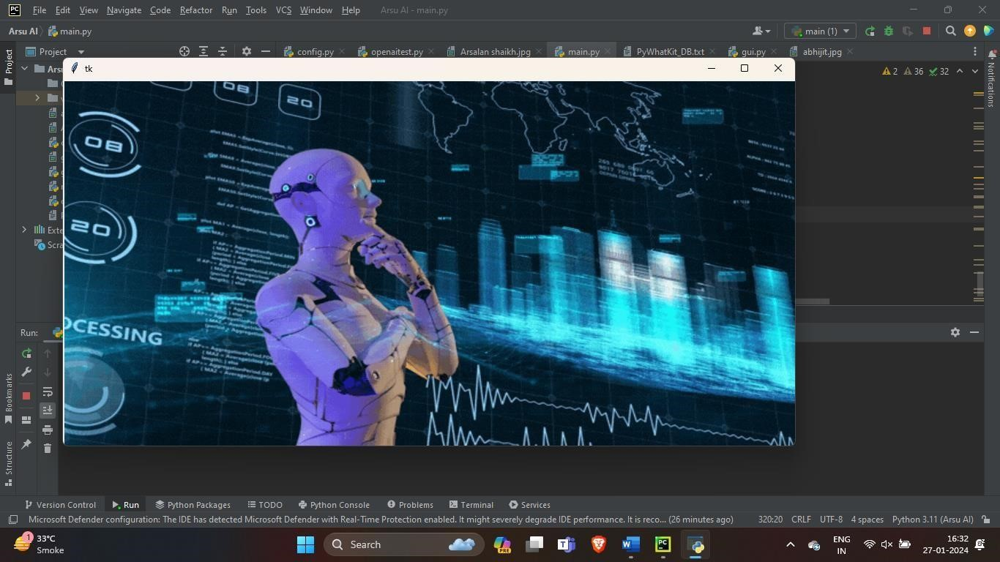 PC File Edit View Navigate Code Refactor Run Tools VCS Window Help Arsu AI - main.py
Arsu AI main.py main (1)
Project Project config.py openaitest.py Arsalan shaikh.jpg main.py PyWhatKit_DB.txt gui.py abhijit.jpg
Notifications
Arsu
tk
2 36 32
08
20
08
20
OCESSING
Exte
Scra
Run:
Bookmarks
Structure
Version Control Run Python Packages TODO Python Console Problems Terminal Services
Microsoft Defender configuration: The IDE has detected Microsoft Defender with Real-Time Protection enabled. It might severely degrade IDE performance. It is reco... (26 minutes ago) 320:20 CRLF UTF-8 4 spaces Python 3.11 (Arsu AI)
1 33°C
Smoke
Search
PRE
ENG
IN
16:32
27-01-2024